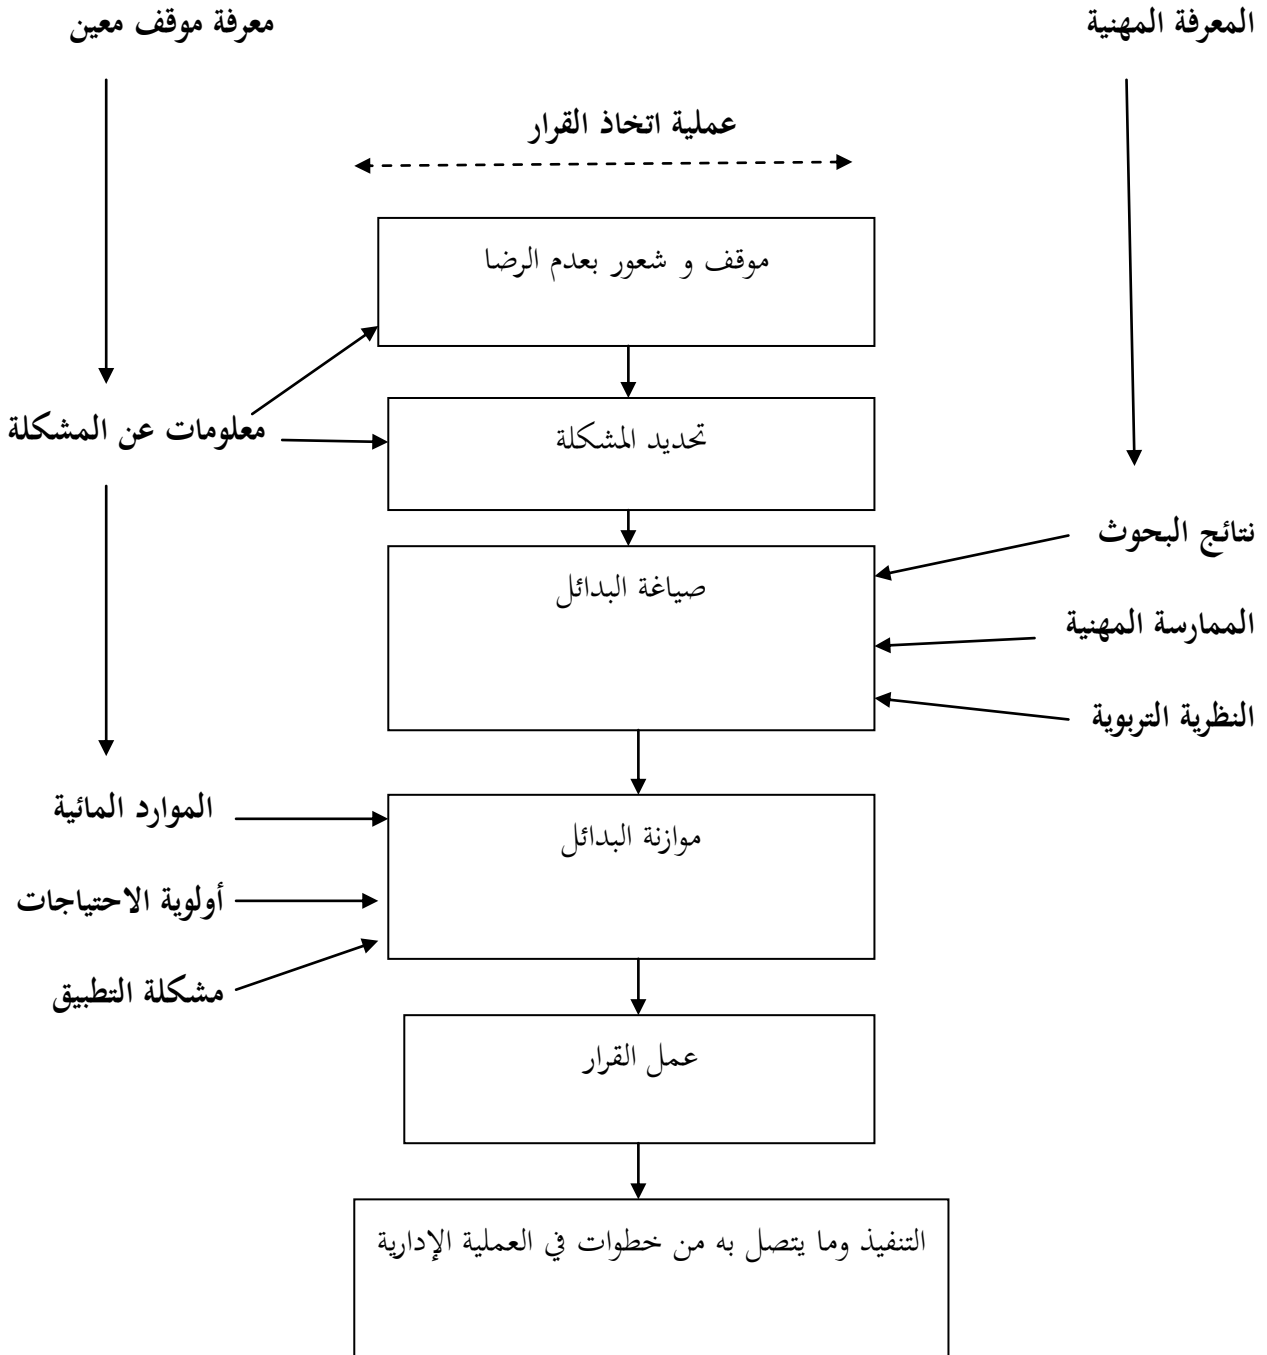 المعرفة المهنية
معرفة موقف معين
عملية اتخاذ القرار
موقف و شعور بعدم الرضا
معلومات عن المشكلة
تحديد المشكلة
نتائج البحوث
صياغة البدائل
الممارسة المهنية
النظرية التربوية
الموارد المائية
موازنة البدائل
أولوية الاحتياجات
مشكلة التطبيق
عمل القرار
التنفيذ وما يتصل به من خطوات في العملية الإدارية